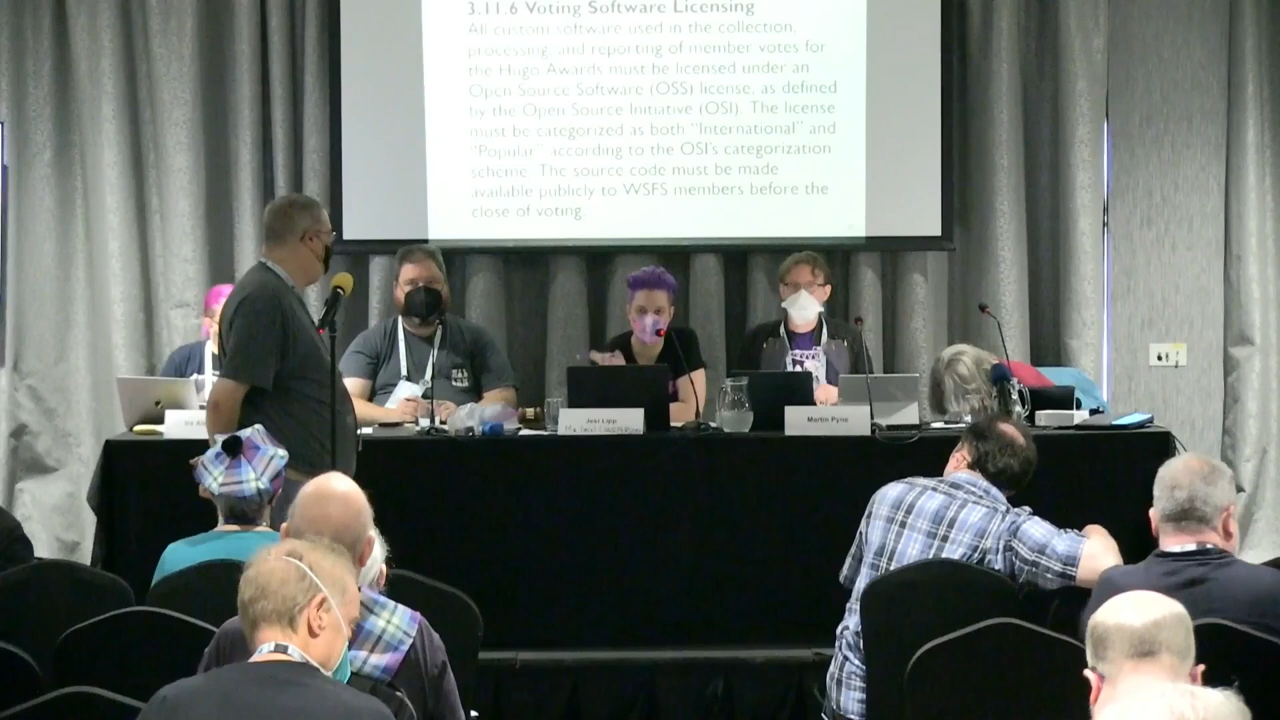 3.11.6 Voting Software Licensing
All custom software used in the collection,
processing, and reporting of member votes for
the Hugo Awards must be licensed under an
Open Source Software (OSS) license, as defined
by the Open Source Initiative (OSI). The license
must be categorized as both "International" and
"Popular" according to the OSI's categorization
scheme. The source code must be made
available publicly to WSFS members before the
close of voting.
Jesi Lipp
Martin Pyne